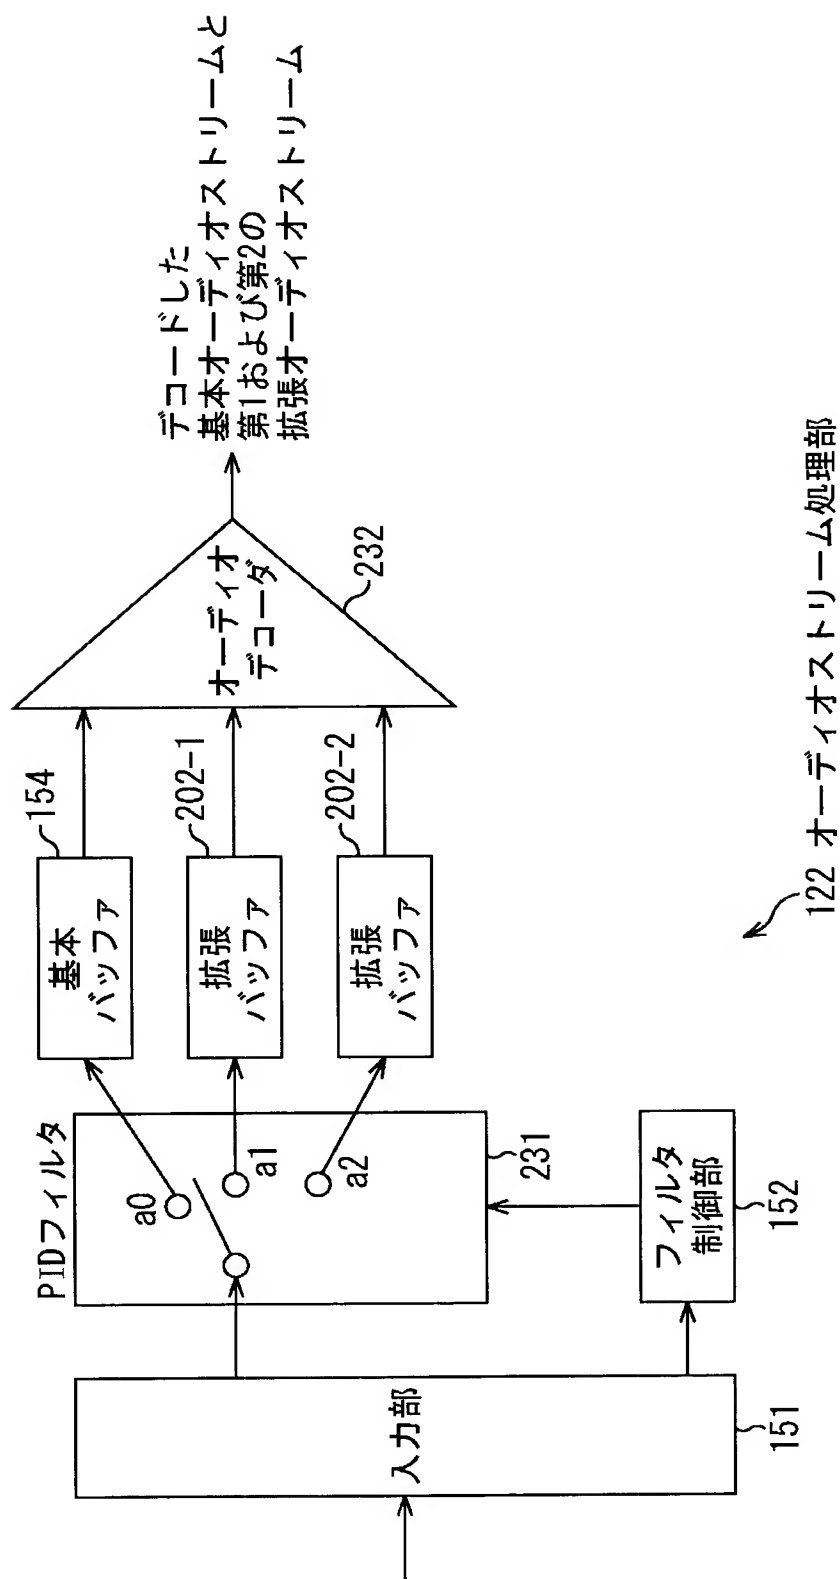 入力部
151
PIDフィルタ
a0
a1
a2
231
フィルタ
制御部
152
基本
バッファ
154
拡張
バッファ
202-1
拡張
バッファ
202-2
オーディオ
デコーダ
232
デコードした
基本オーディオストリームと
第1および第2の
拡張オーディオストリーム
122 オーディオストリーム処理部